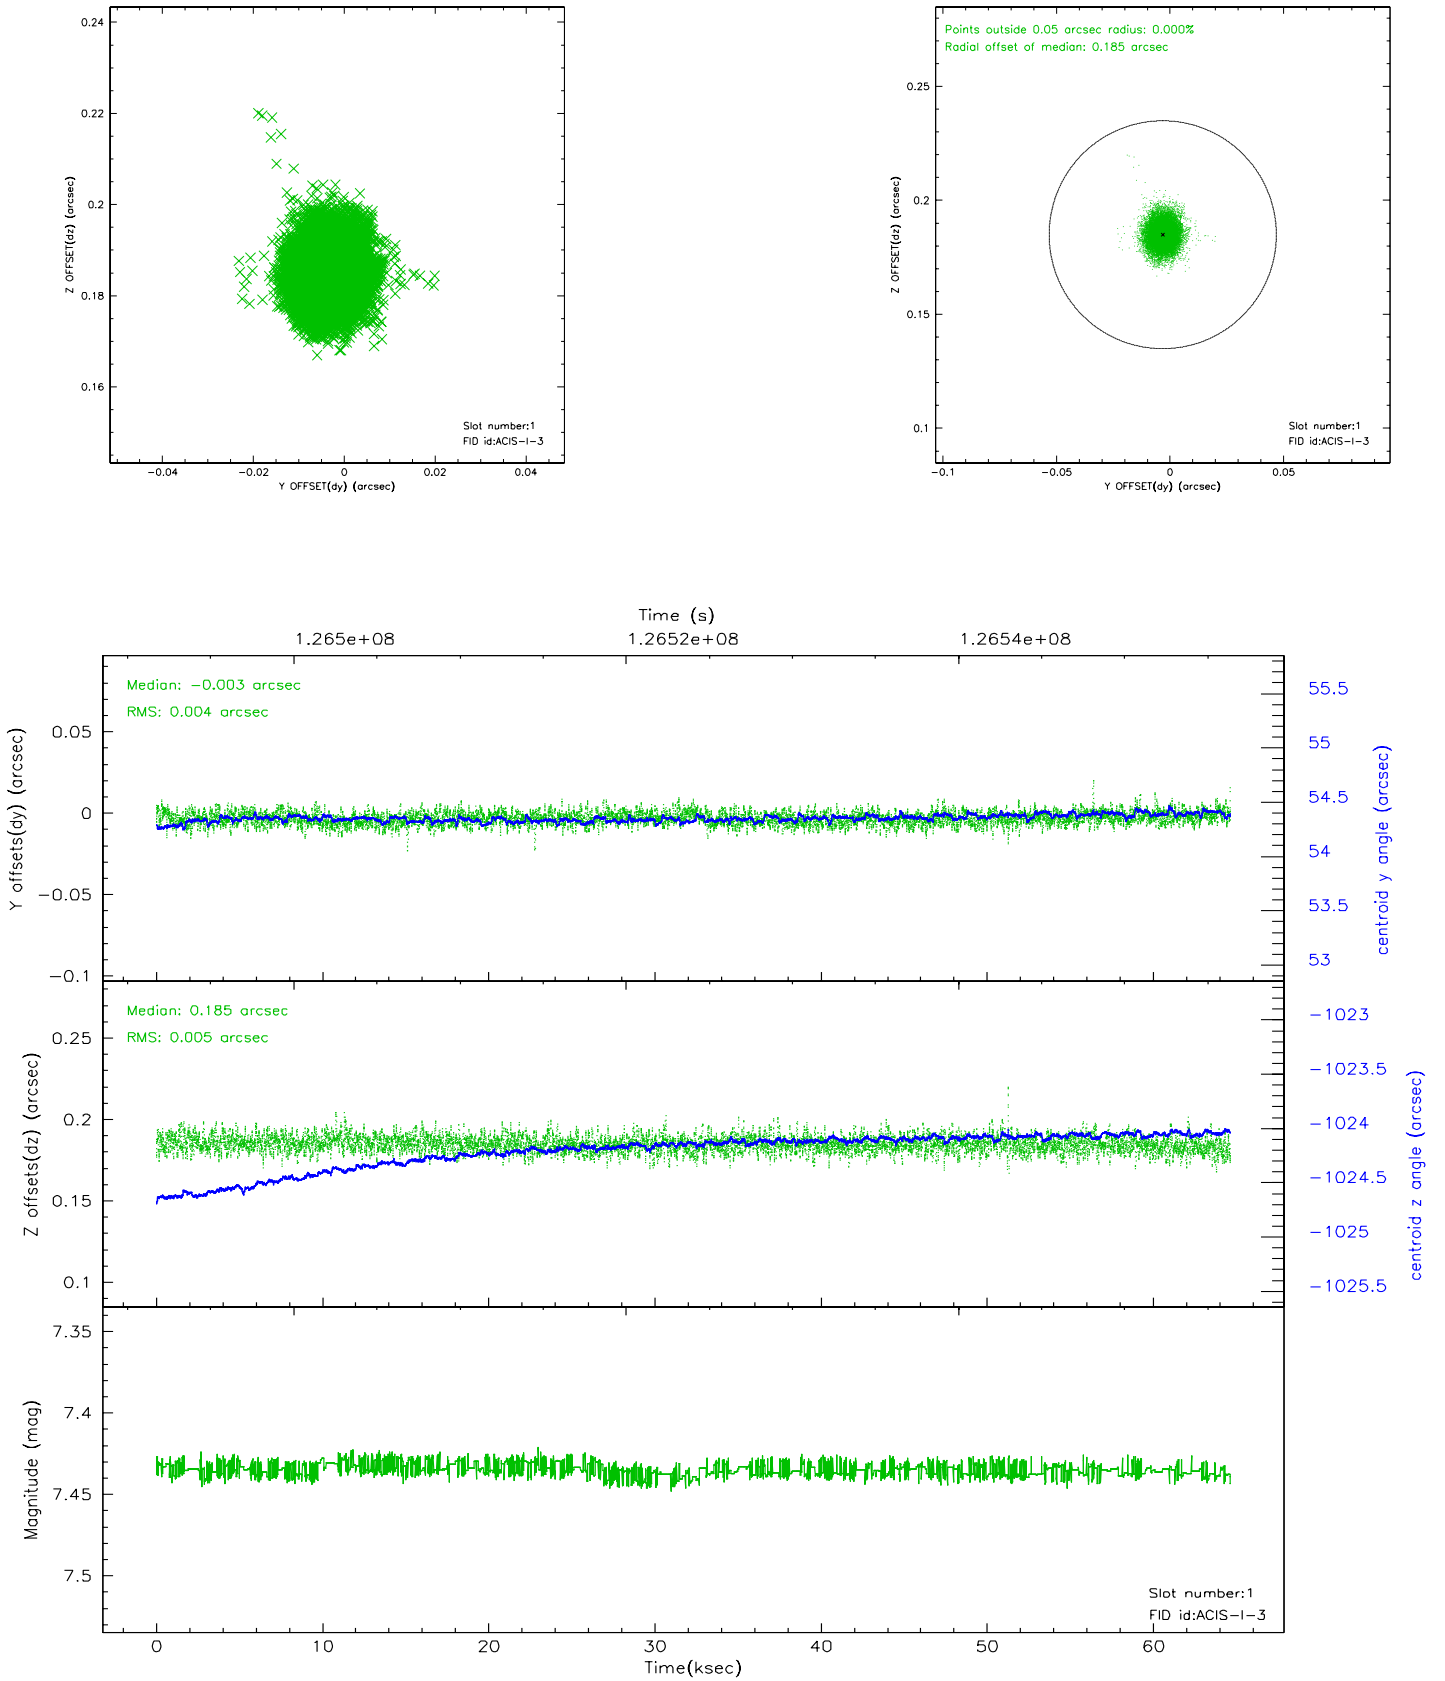 0.24
0.22
0.2
0.18
0.16
Z OFFSET(dz) (arcsec)
Slot number:1
FID id:ACIS-I-3
-0.04
-0.02
0
0.02
0.04
Y OFFSET(dy) (arcsec)
Points outside 0.05 arcsec radius: 0.000%
Radial offset of median: 0.185 arcsec
0.25
0.2
0.15
0.1
Z OFFSET(dz) (arcsec)
Slot number:1
FID id:ACIS-I-3
-0.1
-0.05
0
0.05
Y OFFSET(dy) (arcsec)
Time (s)
1.265e+08
1.2652e+08
1.2654e+08
Median: -0.003 arcsec
RMS: 0.004 arcsec
0.05
0
-0.05
-0.1
Y offsets(dy) (arcsec)
55.5
55
54.5
54
53.5
53
centroid y angle (arcsec)
Median: 0.185 arcsec
RMS: 0.005 arcsec
0.25
0.2
0.15
0.1
Z offsets(dz) (arcsec)
-1023
-1023.5
-1024
-1024.5
-1025
-1025.5
centroid z angle (arcsec)
7.35
7.4
7.45
7.5
Magnitude (mag)
Slot number:1
FID id:ACIS-I-3
0
10
20
30
40
50
60
Time(ksec)